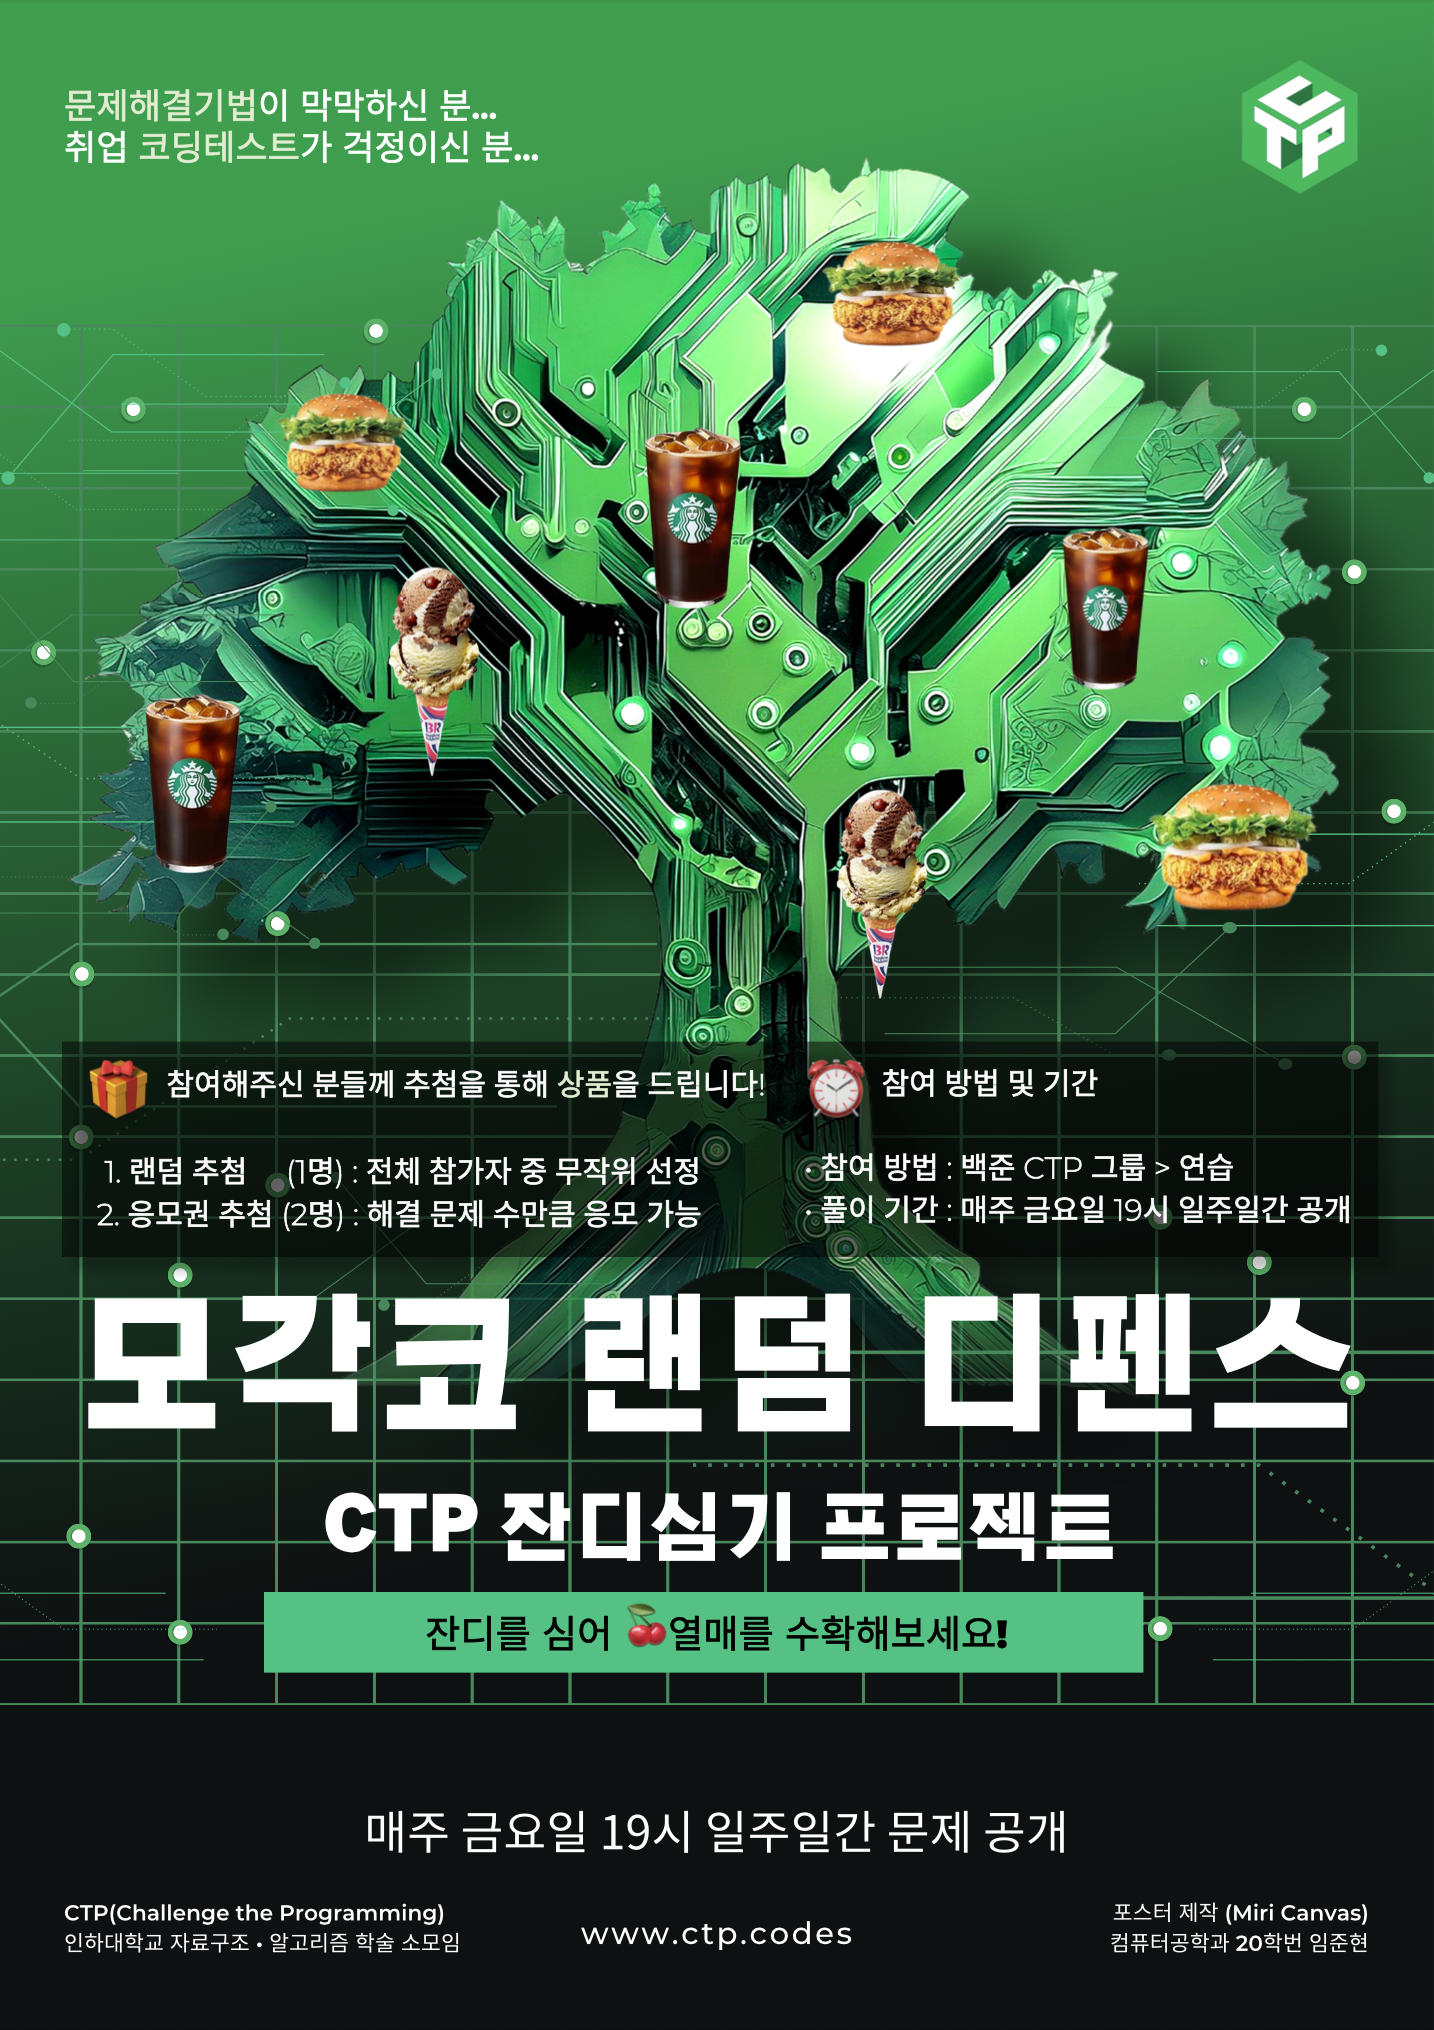 문제해결기법이 막막하신 분...
취업 코딩테스트가 걱정이신 분...
CTP
BR
BR
참여해주신 분들께 추첨을 통해 상품을 드립니다!
1. 랜덤 추첨 (1명) : 전체 참가자 중 무작위 선정
2. 응모권 추첨 (2명) : 해결 문제 수만큼 응모 가능
참여 방법 및 기간
· 참여 방법 : 백준 CTP 그룹 > 연습
· 풀이 기간 : 매주 금요일 19시 일주일간 공개
모각코 랜덤 디펜스
CTP 잔디심기 프로젝트
잔디를 심어 🍒열매를 수확해보세요!
매주 금요일 19시 일주일간 문제 공개
CTP(Challenge the Programming)
인하대학교 자료구조 • 알고리즘 학술 소모임
www.ctp.codes
포스터 제작 (Miri Canvas)
컴퓨터공학과 20학번 임준현